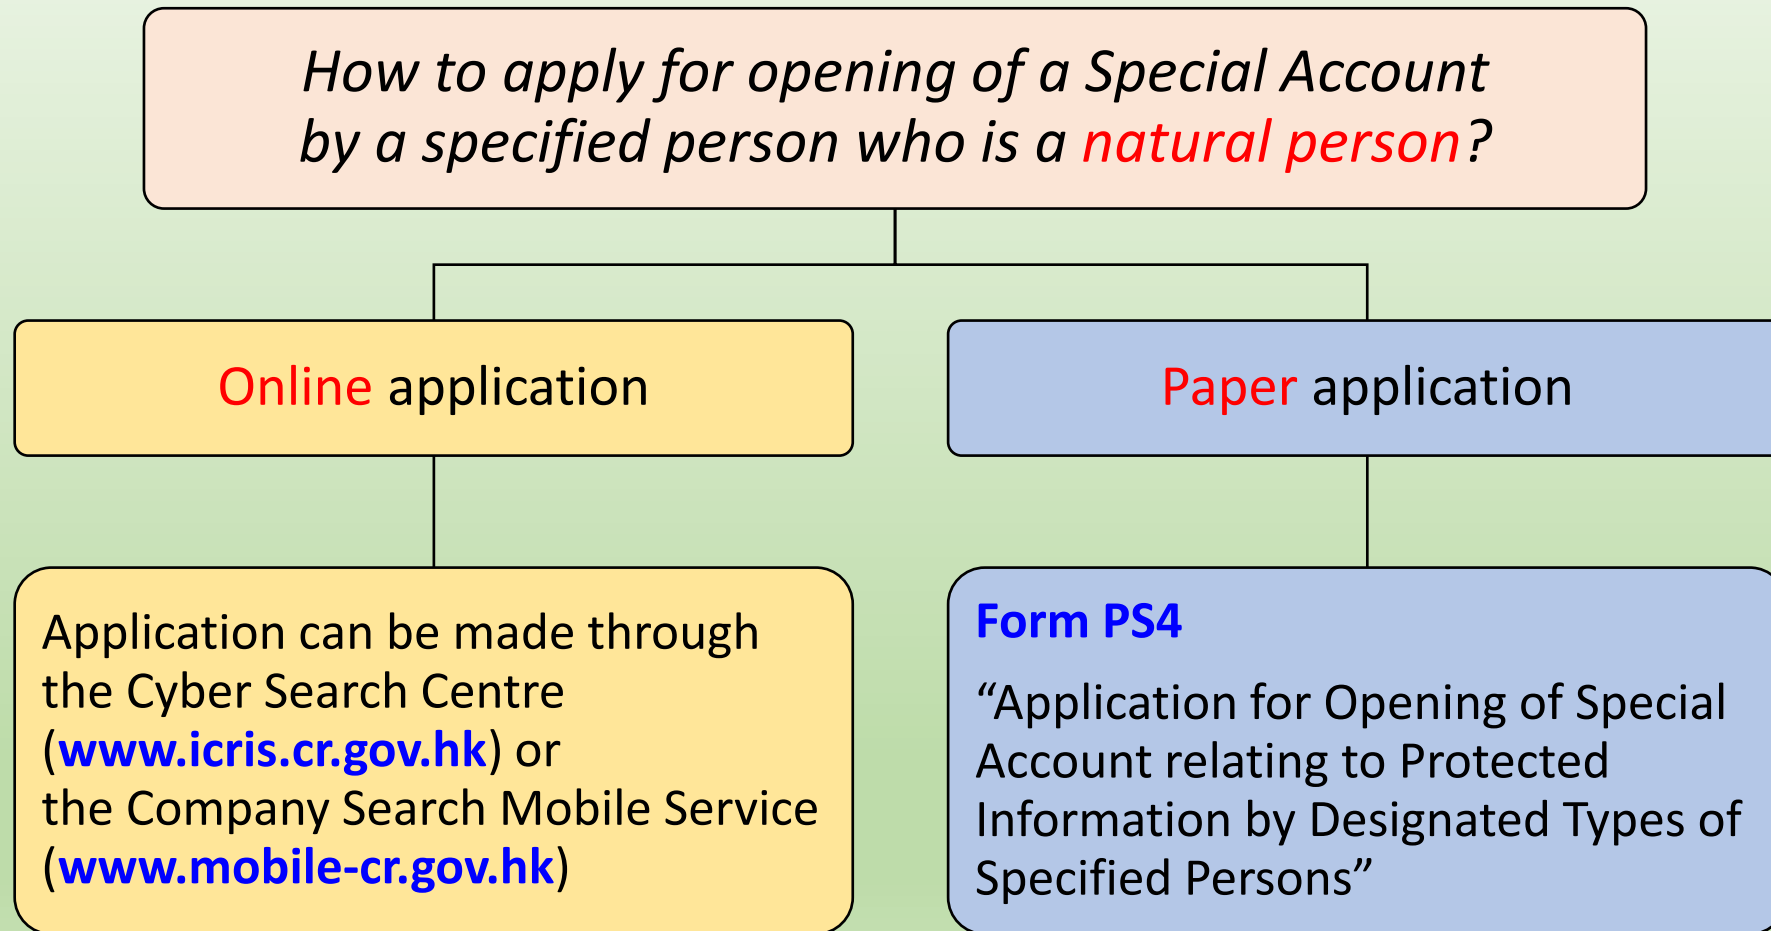 How to apply for opening of a Special Account
by a specified person who is a natural person?
Online application
Paper application
Application can be made through
the Cyber Search Centre
(www.icris.cr.gov.hk) or
the Company Search Mobile Service
(www.mobile-cr.gov.hk)
Form PS4
“Application for Opening of Special
Account relating to Protected
Information by Designated Types of
Specified Persons”